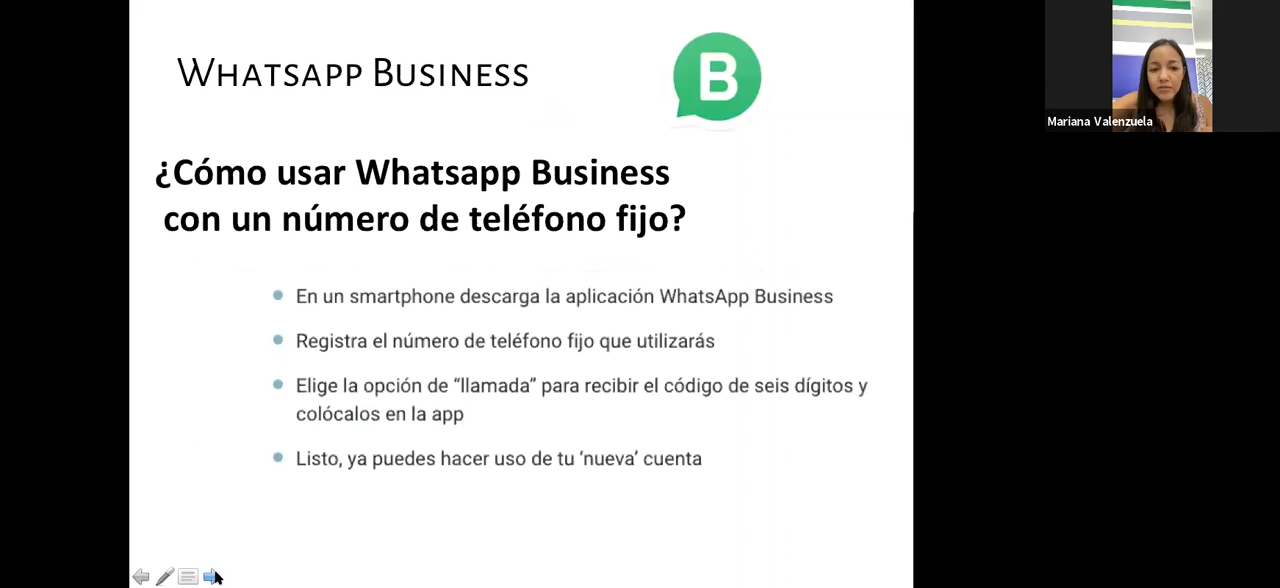 Whatsapp Business
B
¿Cómo usar Whatsapp Business
con un número de teléfono fijo?
En un smartphone descarga la aplicación WhatsApp Business
Registra el número de teléfono fijo que utilizarás
Elige la opción de “llamada” para recibir el código de seis dígitos y
colócalos en la app
Listo, ya puedes hacer uso de tu ‘nueva’ cuenta
Mariana Valenzuela